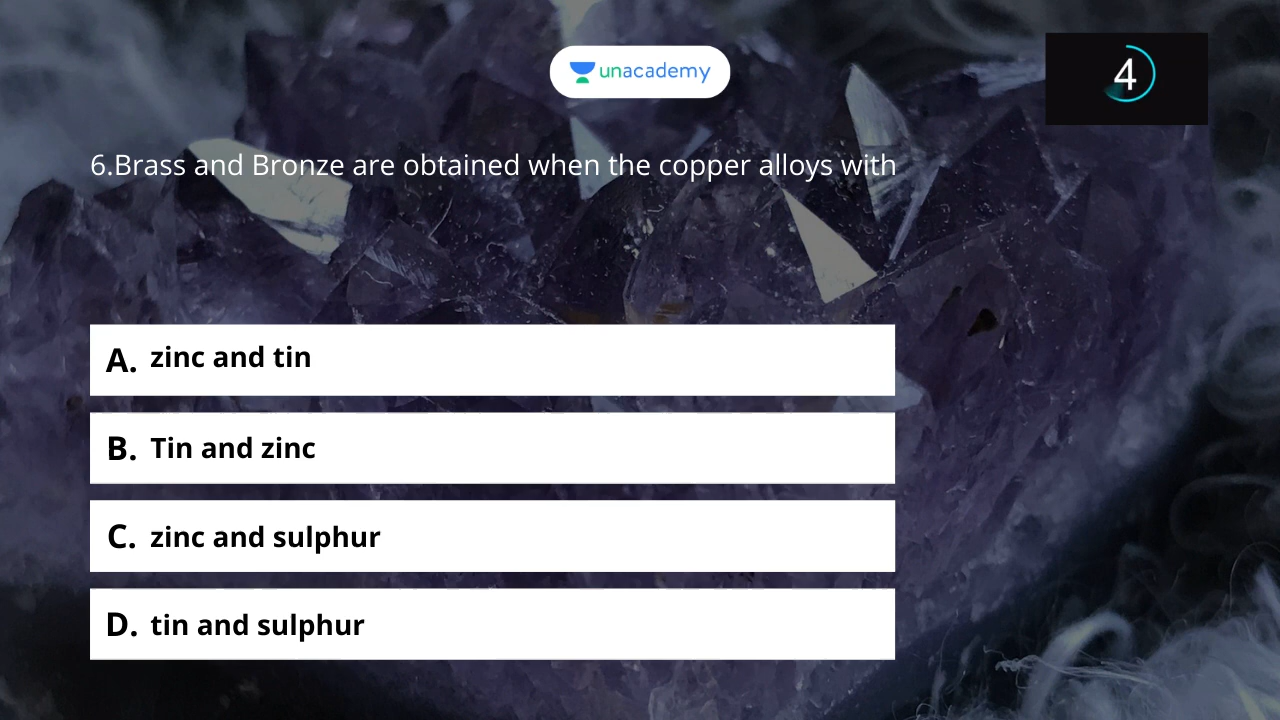 unacademy
4
6.Brass and Bronze are obtained when the copper alloys with
A. zinc and tin
B. Tin and zinc
C. zinc and sulphur
D. tin and sulphur